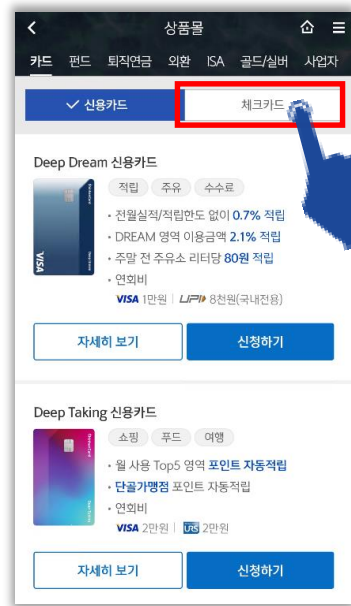 상품몰
카드 펀드 퇴직연금 외환 ISA 골드/실버 사업자
신용카드 체크카드
Deep Dream 신용카드
적립 주유 수수료
· 전월실적/적립한도 없이 0.7% 적립
· DREAM 영역 이용금액 2.1% 적립
· 주말 전 주유소 리터당 80원 적립
· 연회비
VISA 1만원 | UPI 8천원(국내전용)
VISA
자세히 보기 신청하기
Deep Taking 신용카드
쇼핑 푸드 여행
· 월 사용 Top5 영역 포인트 자동적립
· 단골가맹점 포인트 자동적립
· 연회비
VISA 2만원 | URS 2만원
자세히 보기 신청하기